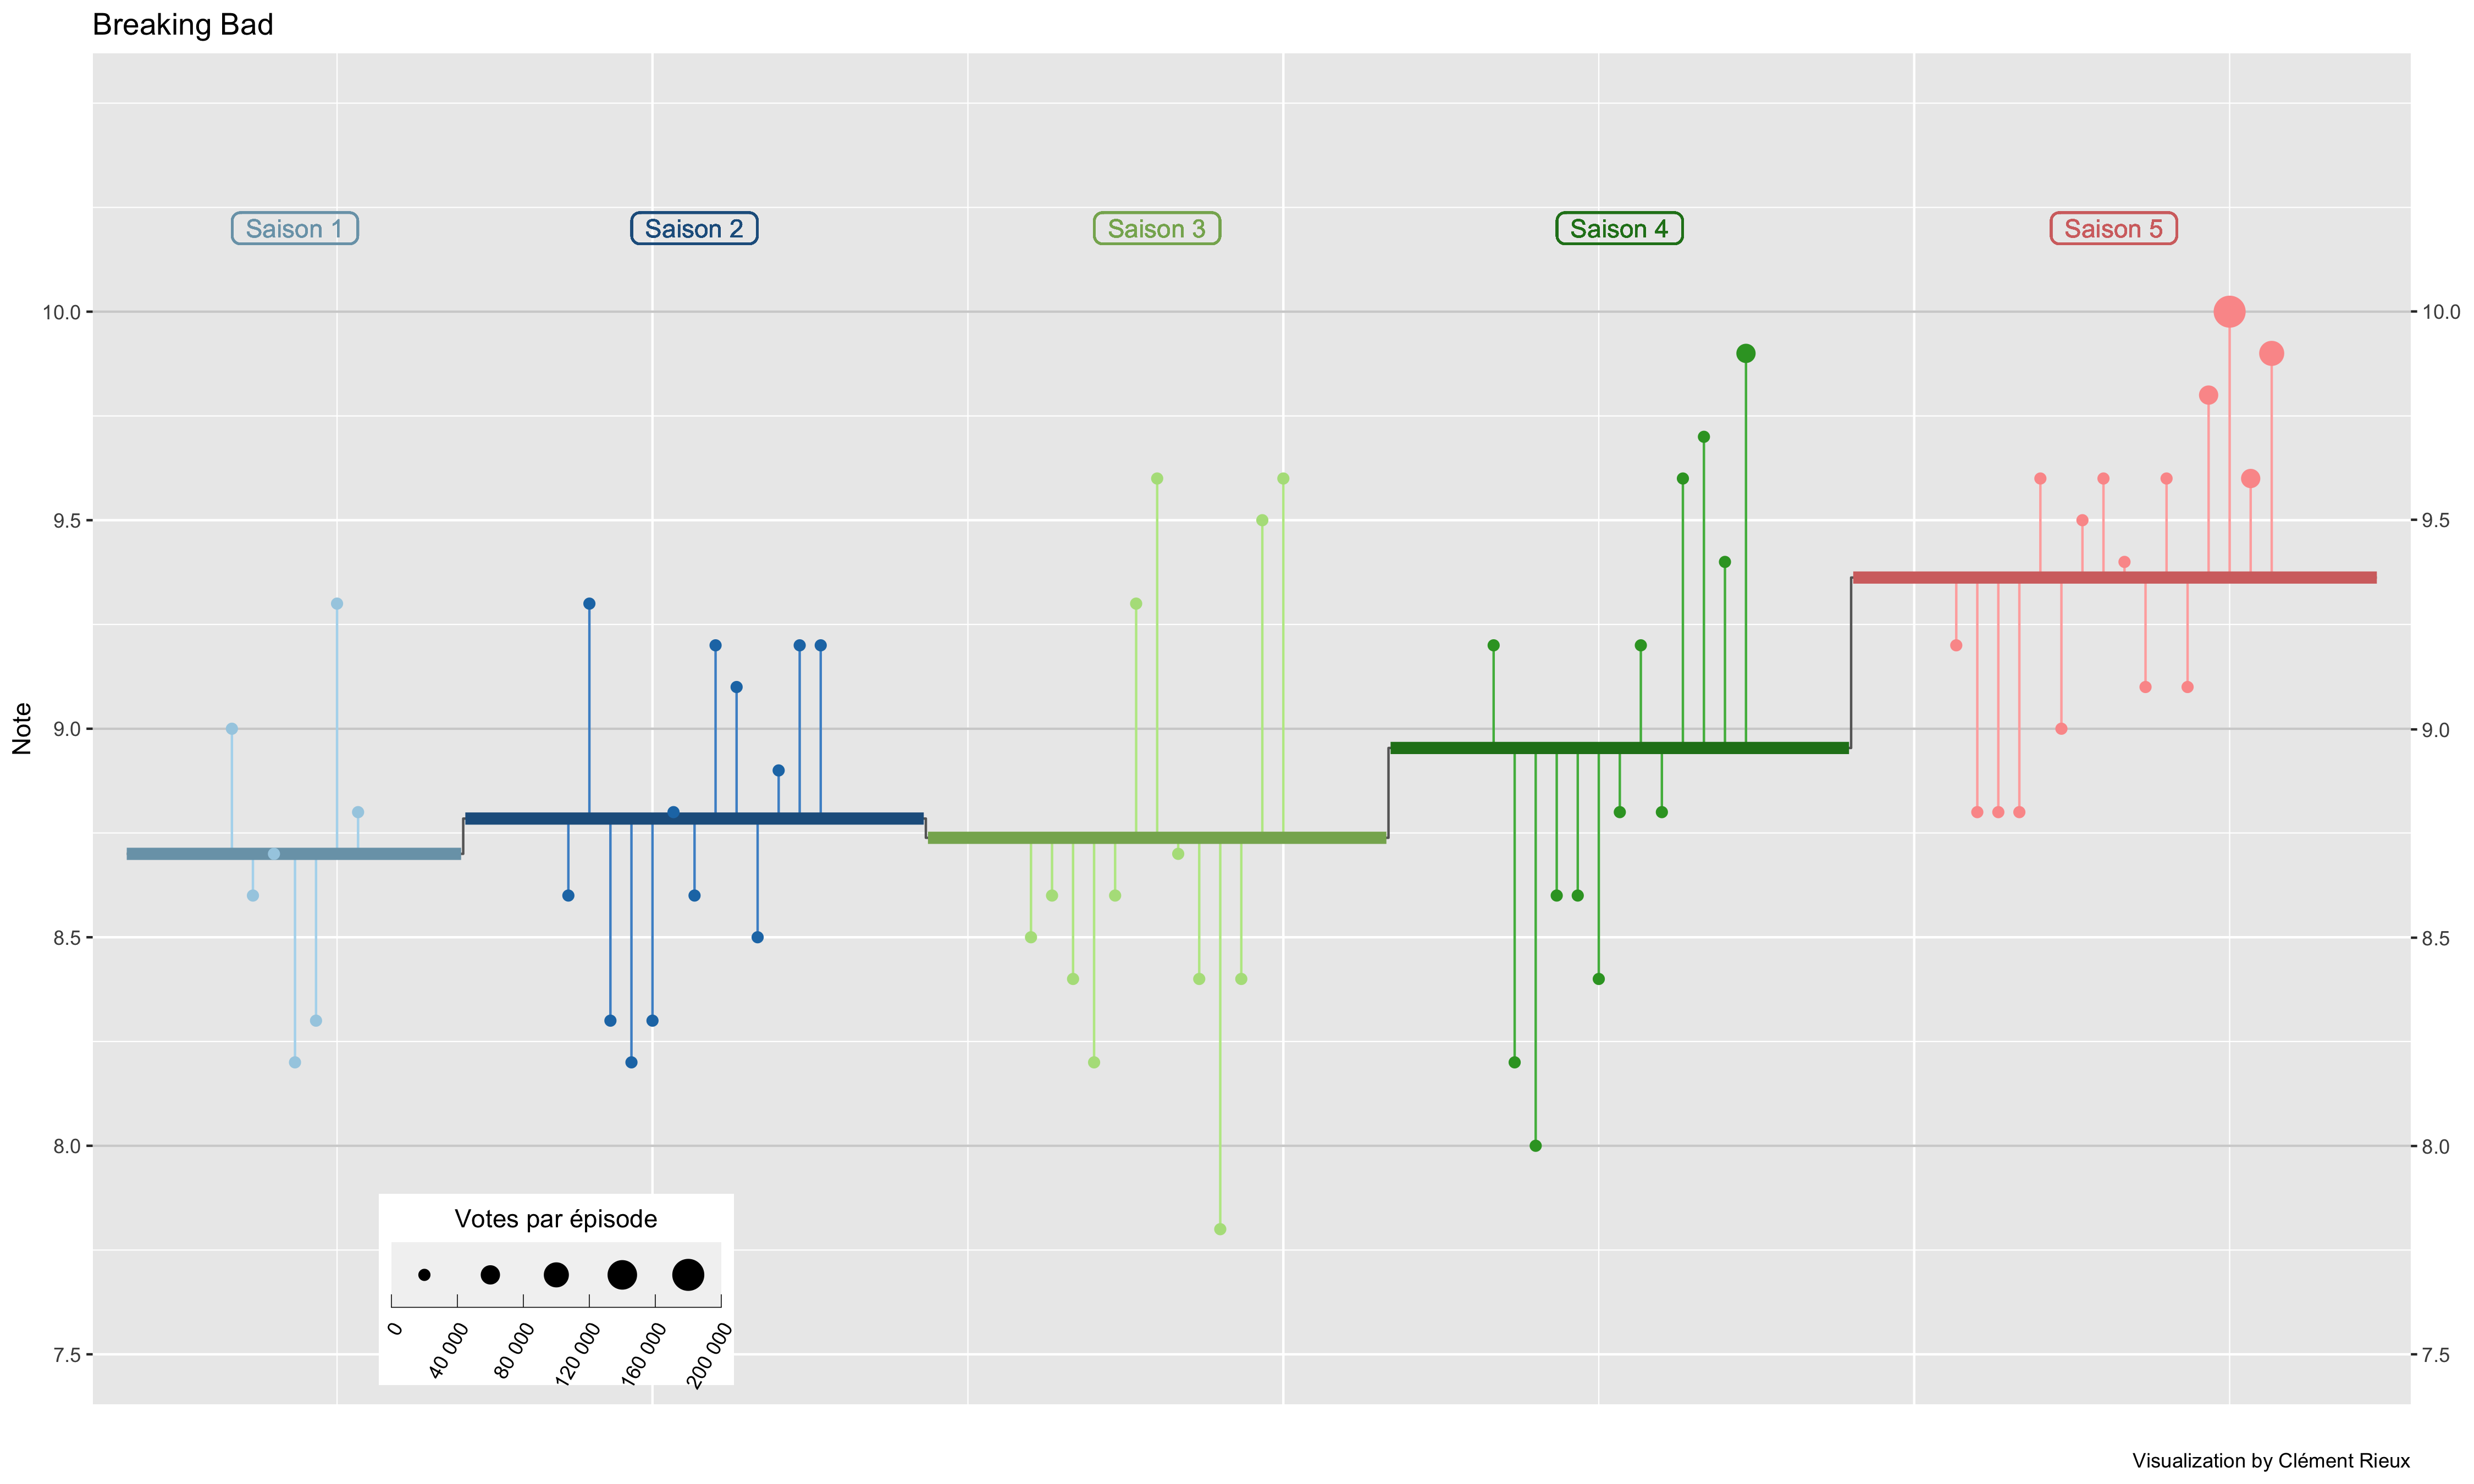 Breaking Bad
Saison 1
Saison 2
Saison 3
Saison 4
Saison 5
Note
10.0
9.5
9.0
8.5
8.0
7.5
10.0
9.5
9.0
8.5
8.0
7.5
Votes par épisode
0
40 000
80 000
120 000
160 000
200 000
Visualization by Clément Rieux